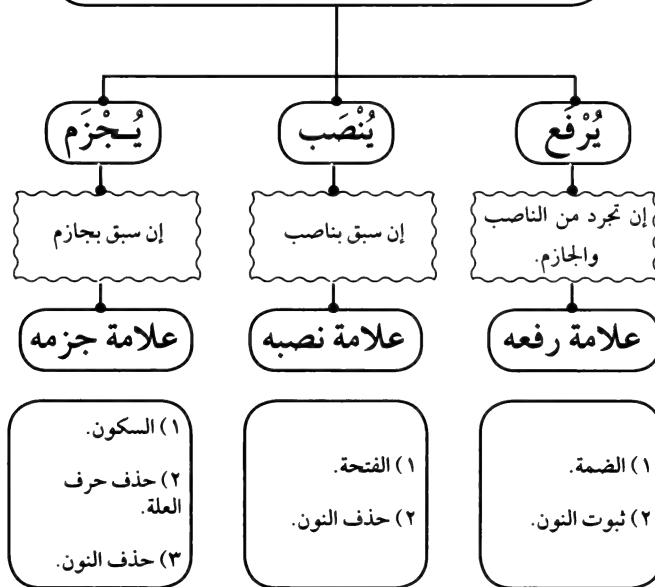 يُرْفَع
إن تجرد من الناصب
والجازم.
علامة رفعه
١) الضمة.
٢) ثبوت النون.
يُنْصَب
إن سبق بناصب
علامة نصبه
١) الفتحة.
٢) حذف النون.
يُـجْزَم
إن سبق بجازم
علامة جزمه
١) السكون.
٢) حذف حرف
العلة.
٣) حذف النون.